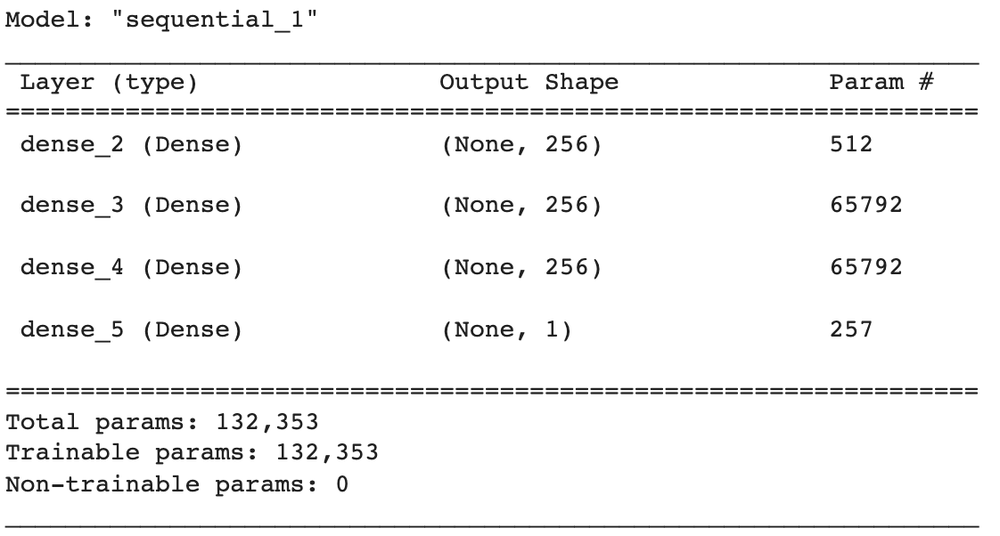 Model: "sequential_1"
Layer (type) Output Shape Param #
dense_2 (Dense) (None, 256) 512
dense_3 (Dense) (None, 256) 65792
dense_4 (Dense) (None, 256) 65792
dense_5 (Dense) (None, 1) 257
Total params: 132,353
Trainable params: 132,353
Non-trainable params: 0